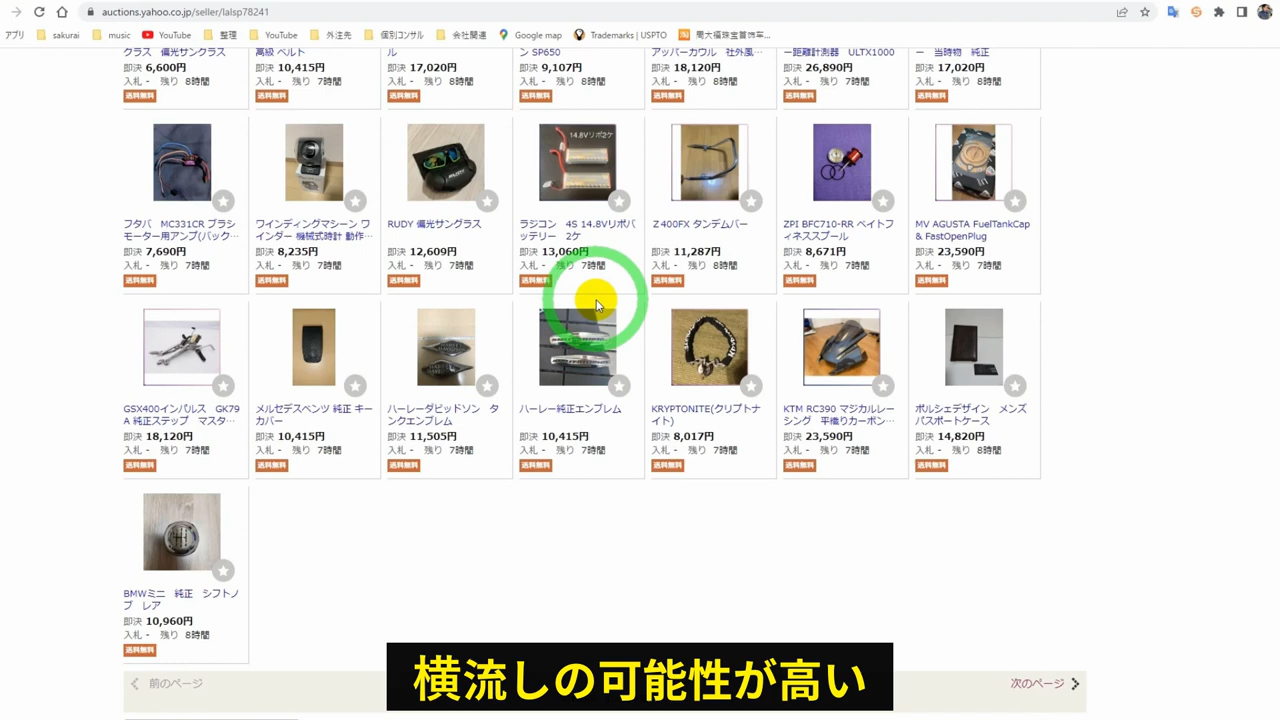 auctions.yahoo.co.jp/seller/lalsp78241
アプリ sakurai music YouTube 整理 YouTube 外注先 個別コンサル 会社関連 Google map Trademarks | USPTO 周大福珠宝首饰车...
クラス 偏光サングラス 高級 ベルト ル ン SP650 アッパーカウル 社外風… ー距離計測器 ULTX1000 ー 当時物 純正
即決 6,600円 即決 10,415円 即決 17,020円 即決 9,107円 即決 18,120円 即決 26,890円 即決 17,020円
入札 - 残り 8時間 入札 - 残り 7時間 入札 - 残り 8時間 入札 - 残り 8時間 入札 - 残り 8時間 入札 - 残り 8時間 入札 - 残り 8時間
送料無料 送料無料 送料無料 送料無料 送料無料 送料無料 送料無料
14.8Vリポ2ケ
フタバ MC331CR ブラシ ワインディングマシーン ワ RUDY 偏光サングラス ラジコン 4S 14.8Vリポバ Z400FX タンデムバー ZPI BFC710-RR ベイトフ MV AGUSTA FuelTankCap
モーター用アンプ(バック… インダー 機械式時計 動作… ッテリー 2ケ ィネススプール & FastOpenPlug
即決 7,690円 即決 8,235円 即決 12,609円 即決 13,060円 即決 11,287円 即決 8,671円 即決 23,590円
入札 - 残り 7時間 入札 - 残り 7時間 入札 - 残り 7時間 入札 - 残り 7時間 入札 - 残り 7時間 入札 - 残り 7時間 入札 - 残り 7時間
送料無料 送料無料 送料無料 送料無料 送料無料 送料無料 送料無料
GSX400インパルス GK79 メルセデスベンツ 純正 キー ハーレーダビッドソン タ ハーレー純正エンブレム KRYPTONITE(クリプトナ KTM RC390 マジカルレー ポルシェデザイン メンズ
A 純正ステップ マスタ… カバー ンクエンブレム イト) シング 平織りカーボン… パスポートケース
即決 18,120円 即決 10,415円 即決 11,505円 即決 10,415円 即決 8,017円 即決 23,590円 即決 14,820円
入札 - 残り 7時間 入札 - 残り 7時間 入札 - 残り 7時間 入札 - 残り 7時間 入札 - 残り 7時間 入札 - 残り 7時間 入札 - 残り 8時間
送料無料 送料無料 送料無料 送料無料 送料無料 送料無料 送料無料
BMWミニ 純正 シフトノ
ブ レア
即決 10,960円
入札 - 残り 8時間
送料無料
前のページ 次のページ
横流しの可能性が高い